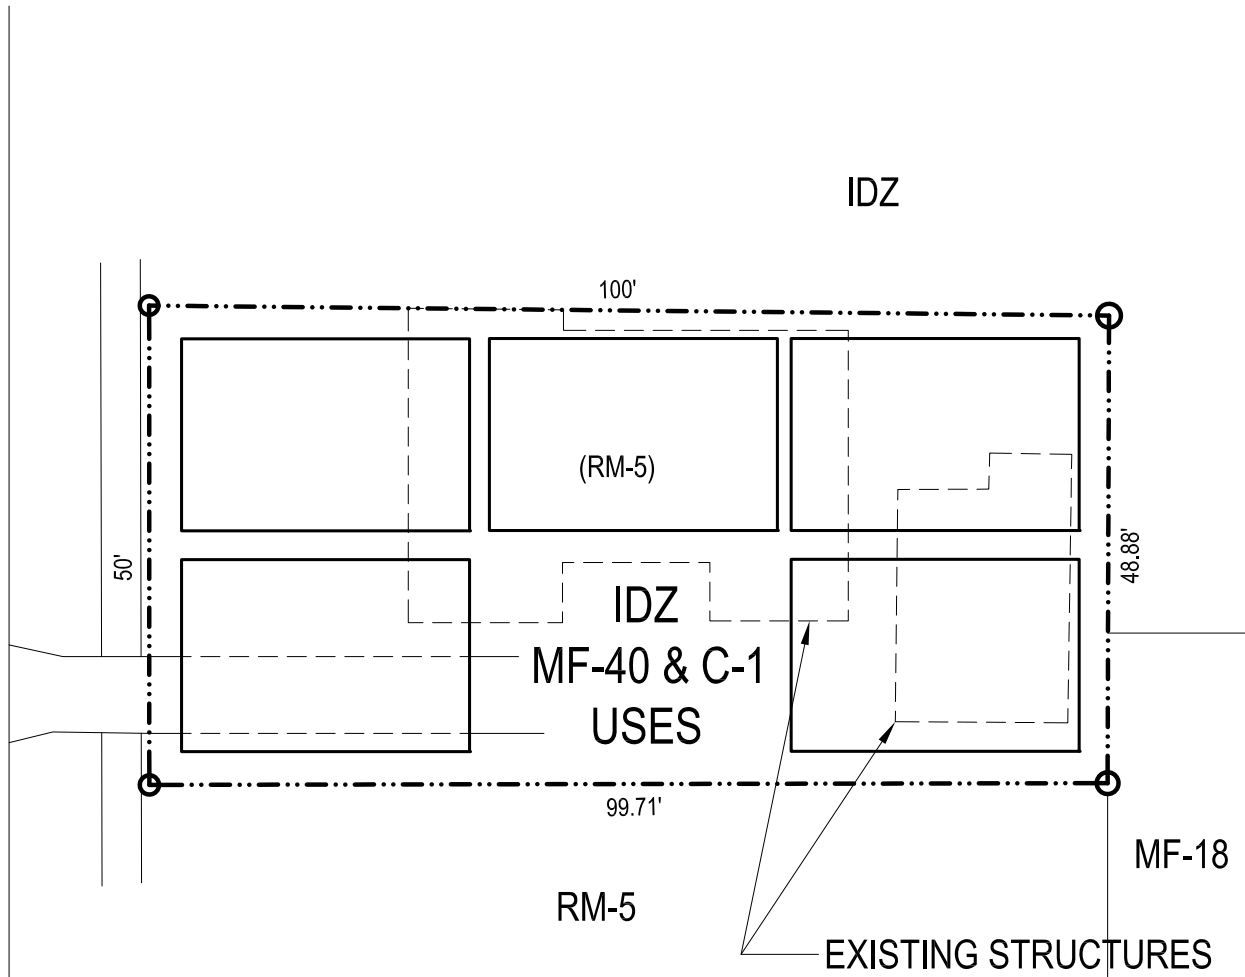 IDZ
100'
(RM-5)
50'
48.88'
IDZ
MF-40 & C-1
USES
99.71'
MF-18
RM-5
EXISTING STRUCTURES